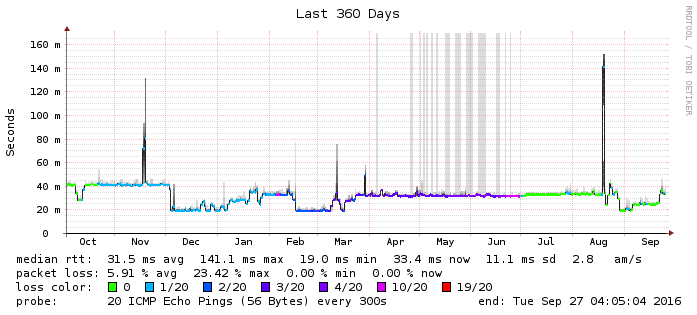 Last 360 Days
RRDTOOL / TOBI OETIKER
Seconds
160 m
140 m
120 m
100 m
80 m
60 m
40 m
20 m
0
Oct Nov Dec Jan Feb Mar Apr May Jun Jul Aug Sep
median rtt: 31.5 ms avg 141.1 ms max 19.0 ms min 33.4 ms now 11.1 ms sd 2.8 am/s
packet loss: 5.91 % avg 23.42 % max 0.00 % min 0.00 % now
loss color: 0 1/20 2/20 3/20 4/20 10/20 19/20
probe: 20 ICMP Echo Pings (56 Bytes) every 300s end: Tue Sep 27 04:05:04 2016